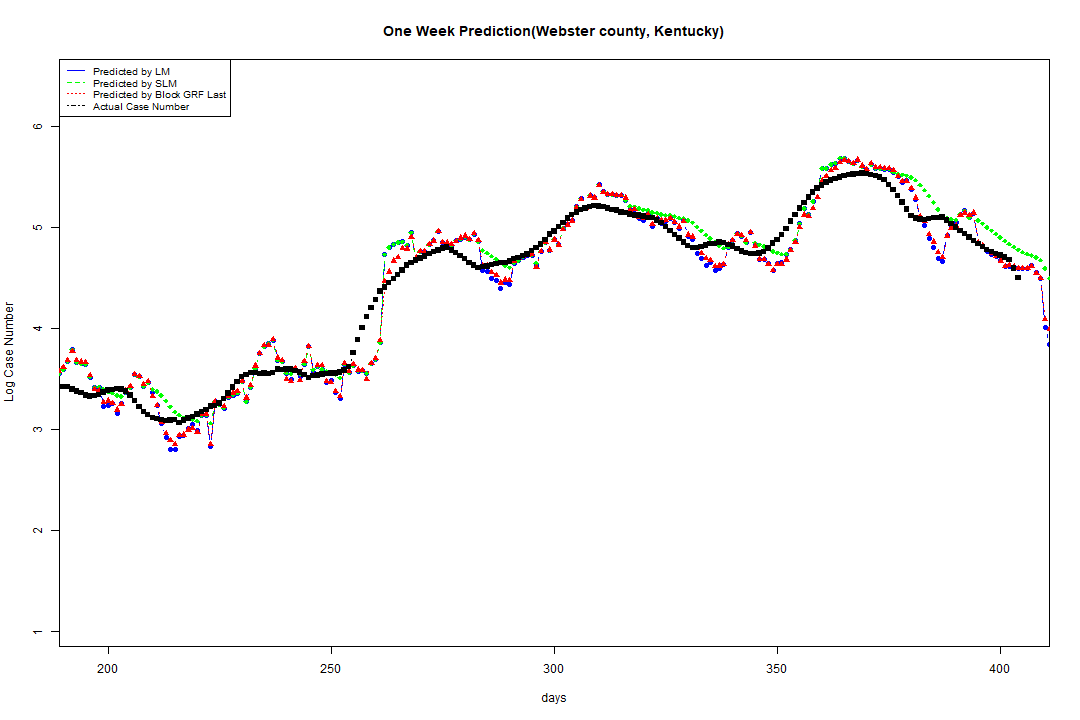 One Week Prediction(Webster county, Kentucky)
Predicted by LM
Predicted by SLM
Predicted by Block GRF Last
Actual Case Number
6
5
4
3
2
1
Log Case Number
200 250 300 350 400
days